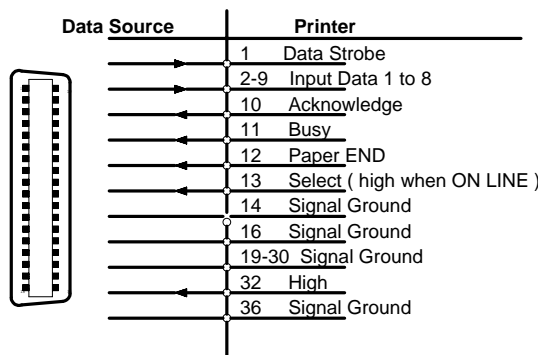 Data Source Printer
1 Data Strobe
2-9 Input Data 1 to 8
10 Acknowledge
11 Busy
12 Paper END
13 Select ( high when ON LINE )
14 Signal Ground
16 Signal Ground
19-30 Signal Ground
32 High
36 Signal Ground